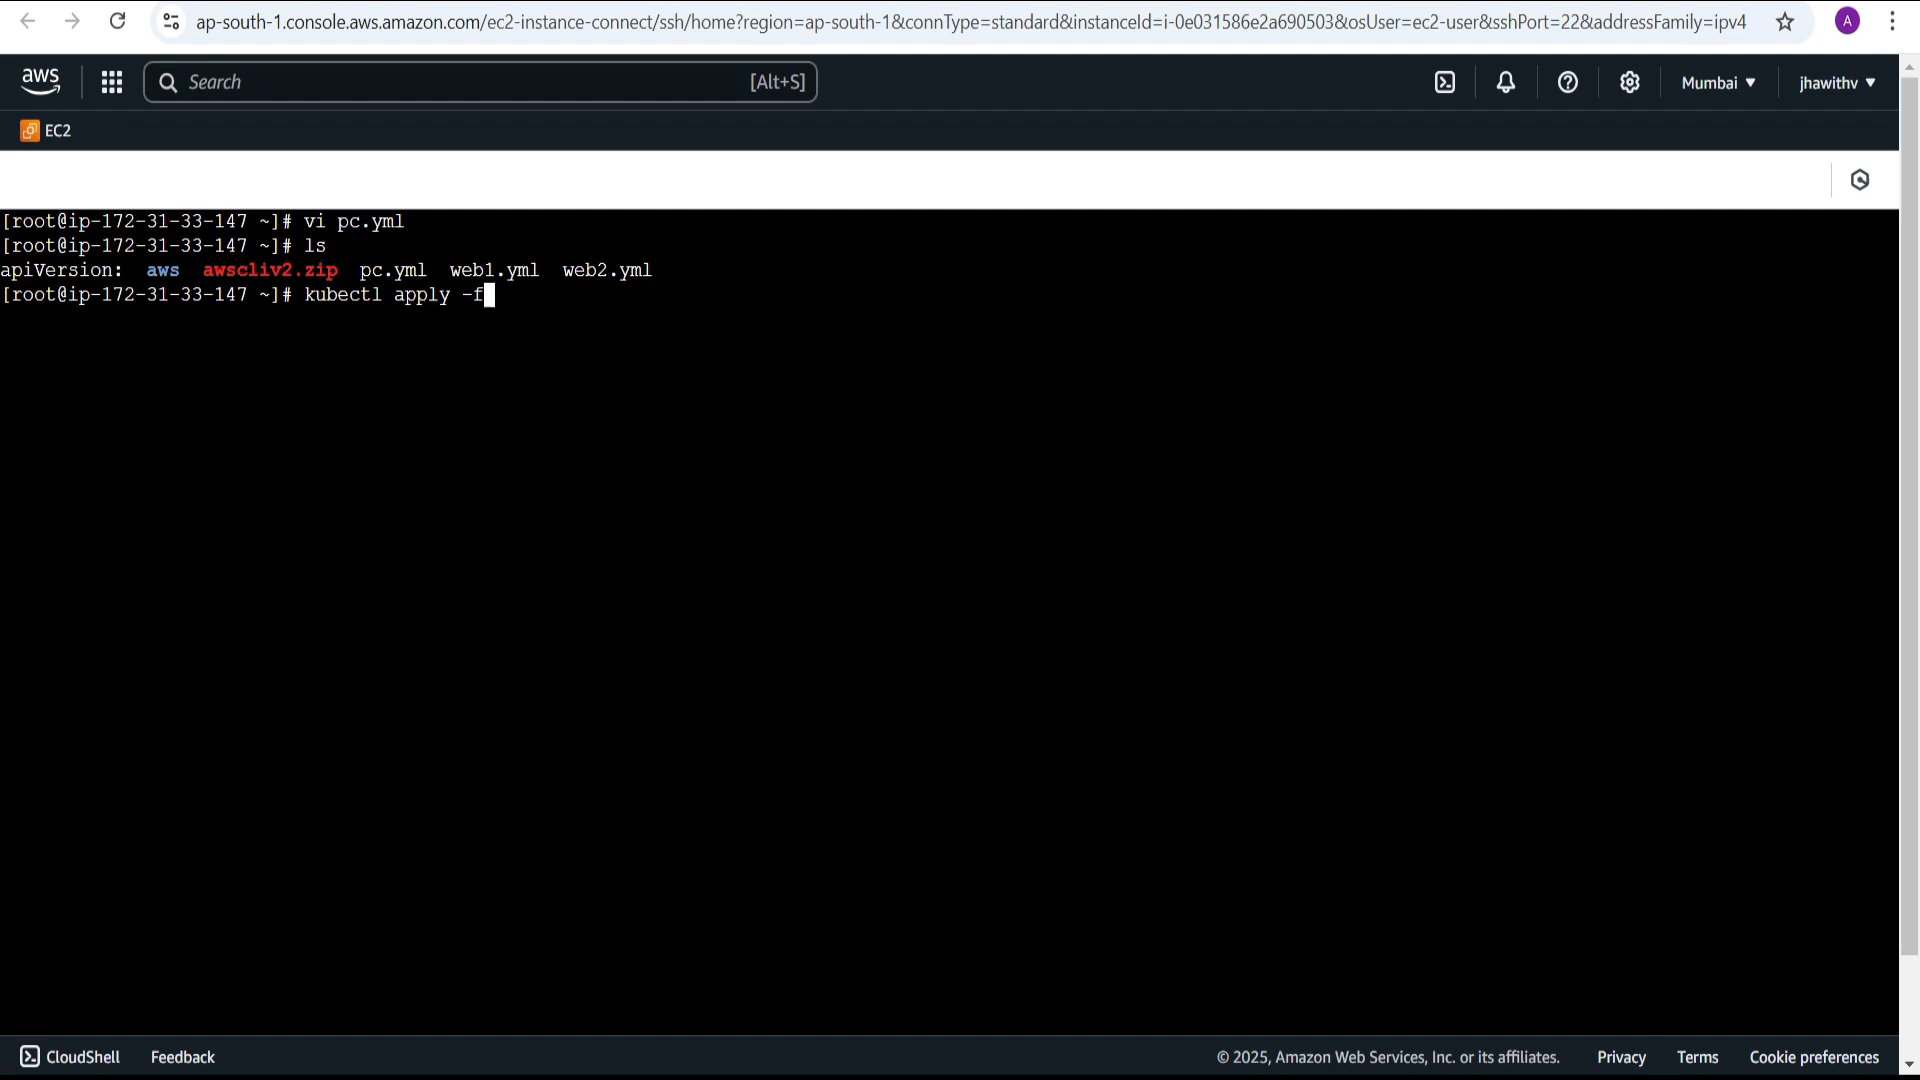 ap-south-1.console.aws.amazon.com/ec2-instance-connect/ssh/home?region=ap-south-1&connType=standard&instanceId=i-0e031586e2a690503&osUser=ec2-user&sshPort=22&addressFamily=ipv4
A
aws
Search
[Alt+S]
Mumbai ▼
jhawithv ▼
EC2
[root@ip-172-31-33-147 ~]# vi pc.yml
[root@ip-172-31-33-147 ~]# ls
apiVersion:  aws  awscliv2.zip  pc.yml  web1.yml  web2.yml
[root@ip-172-31-33-147 ~]# kubectl apply -f
CloudShell
Feedback
© 2025, Amazon Web Services, Inc. or its affiliates.
Privacy
Terms
Cookie preferences